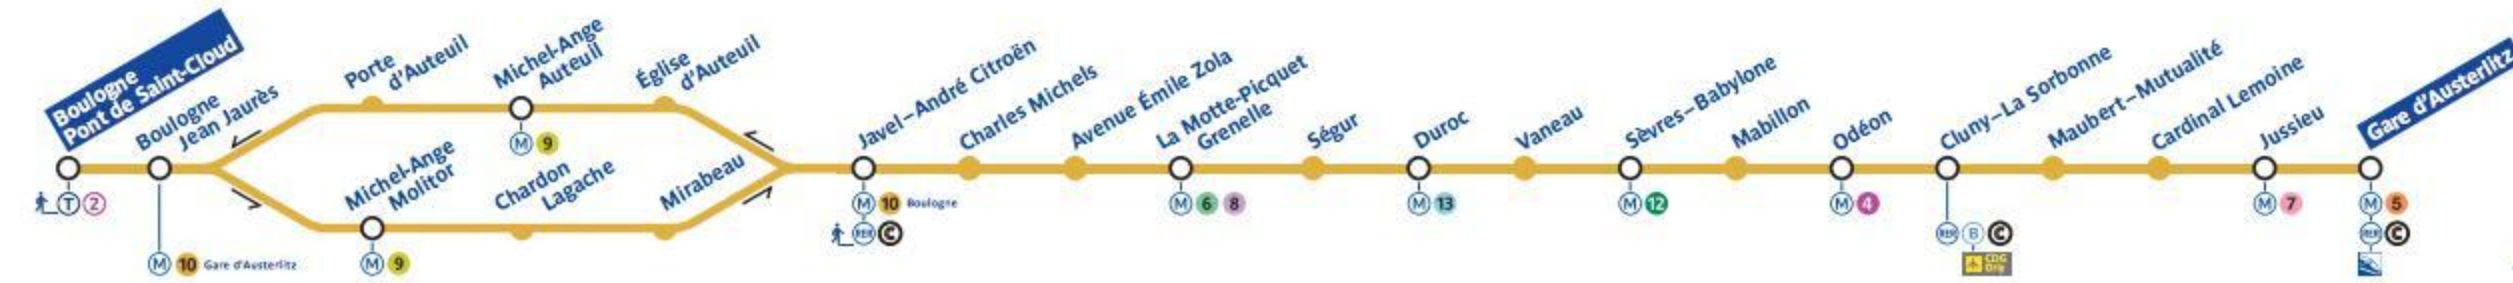 Boulogne
Pont de Saint-Cloud
T 2
Boulogne
Jean Jaurès
M 10 Gare d'Austerlitz
Porte
d'Auteuil
Michel-Ange
Auteuil
M 9
Église
d'Auteuil
Michel-Ange
Molitor
M 9
Chardon
Lagache
Mirabeau
Javel–André Citroën
M 10 Boulogne
RER C
Charles Michels
Avenue Émile Zola
La Motte-Picquet
Grenelle
M 6 8
Ségur
Duroc
M 13
Vaneau
Sèvres–Babylone
M 12
Mabillon
Odéon
M 4
Cluny–La Sorbonne
RER B C
CDG
Orly
Maubert–Mutualité
Cardinal Lemoine
Jussieu
M 7
Gare d'Austerlitz
M 5
RER C